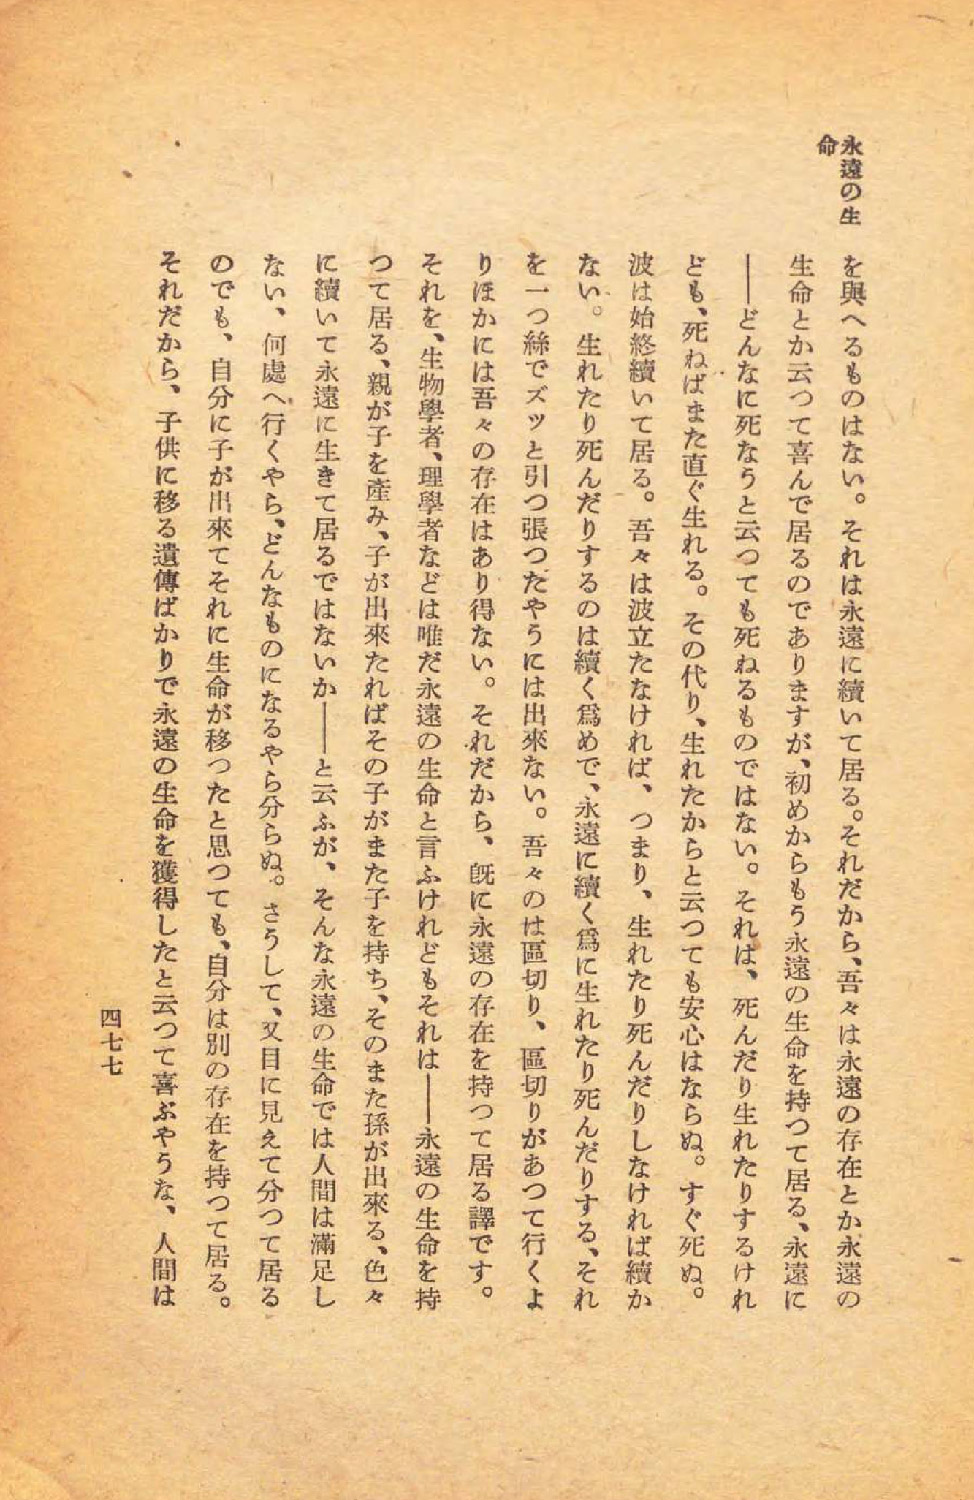 永遠の生
命
を與へるものはない。それは永遠に續いて居る。それだから、吾々は永遠の存在とか永遠の
生命とか云つて喜んで居るのでありますが、初めからもう永遠の生命を持つて居る、永遠に
――どんなに死なうと云つても死ねるものではない。それは、死んだり生れたりするけれ
ども、死ねばまた直ぐ生れる。その代り、生れたからと云つても安心はならぬ。すぐ死ぬ。
波は始終續いて居る。吾々は波立たなければ、つまり、生れたり死んだりしなければ續か
ない。生れたり死んだりするのは續く爲めで、永遠に續く爲に生れたり死んだりする、それ
を一つ絲でズッと引つ張つたやうには出來ない。吾々のは區切り、區切りがあつて行くよ
りほかには吾々の存在はあり得ない。それだから、既に永遠の存在を持つて居る譯です。
それを、生物學者、理學者などは唯だ永遠の生命と言ふけれどもそれは――永遠の生命を持
つて居る、親が子を產み、子が出來たればその子がまた子を持ち、そのまた孫が出來る、色々
に續いて永遠に生きて居るではないか――と云ふが、そんな永遠の生命では人間は滿足し
ない、何處へ行くやら、どんなものになるやら分らぬ。さうして、又目に見えて分つて居る
のでも、自分に子が出來てそれに生命が移つたと思つても、自分は別の存在を持つて居る。
それだから、子供に移る遺傳ばかりで永遠の生命を獲得したと云つて喜ぶやうな、人間は
四七七